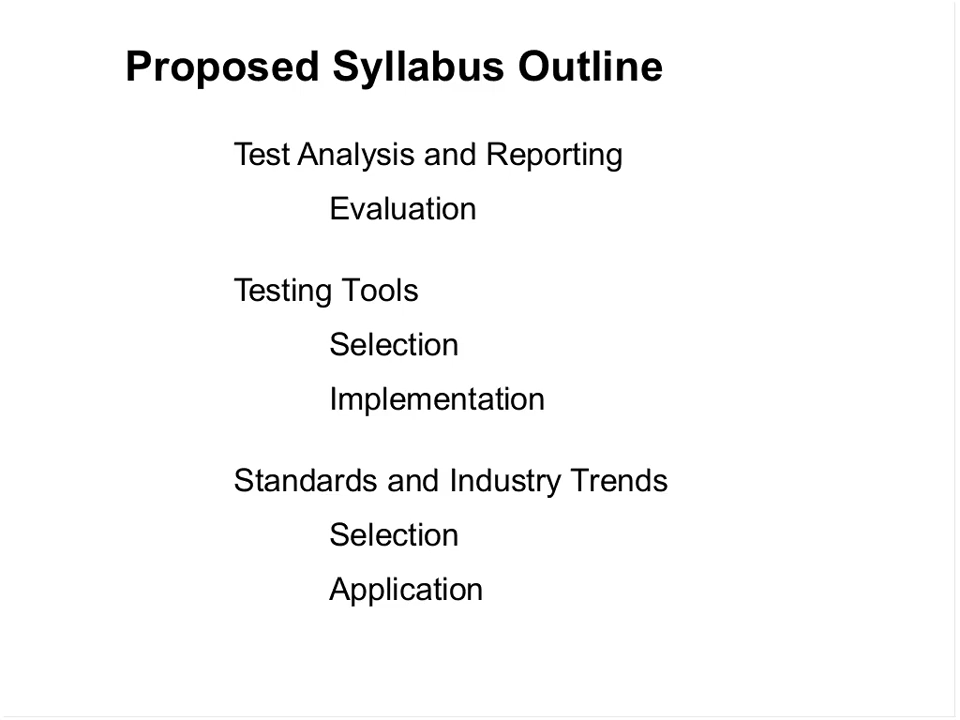 Proposed Syllabus Outline
Test Analysis and Reporting
Evaluation
Testing Tools
Selection
Implementation
Standards and Industry Trends
Selection
Application